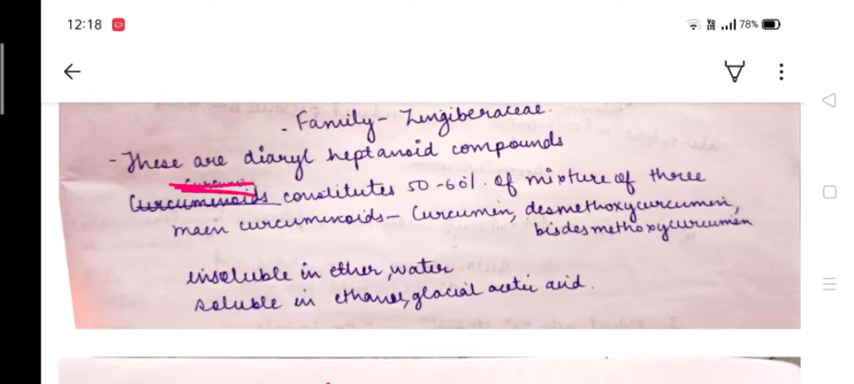 12:18 78%
- Family - Zingiberaceae.
- These are diaryl heptanoid compounds
Curcumin
Curcuminoids constitutes 50-60% of mixture of three
main curcuminoids - Curcumin, desmethoxycurcumin,
bisdesmethoxycurcumin
insoluble in ether, water
soluble in ethanol, glacial acetic acid.